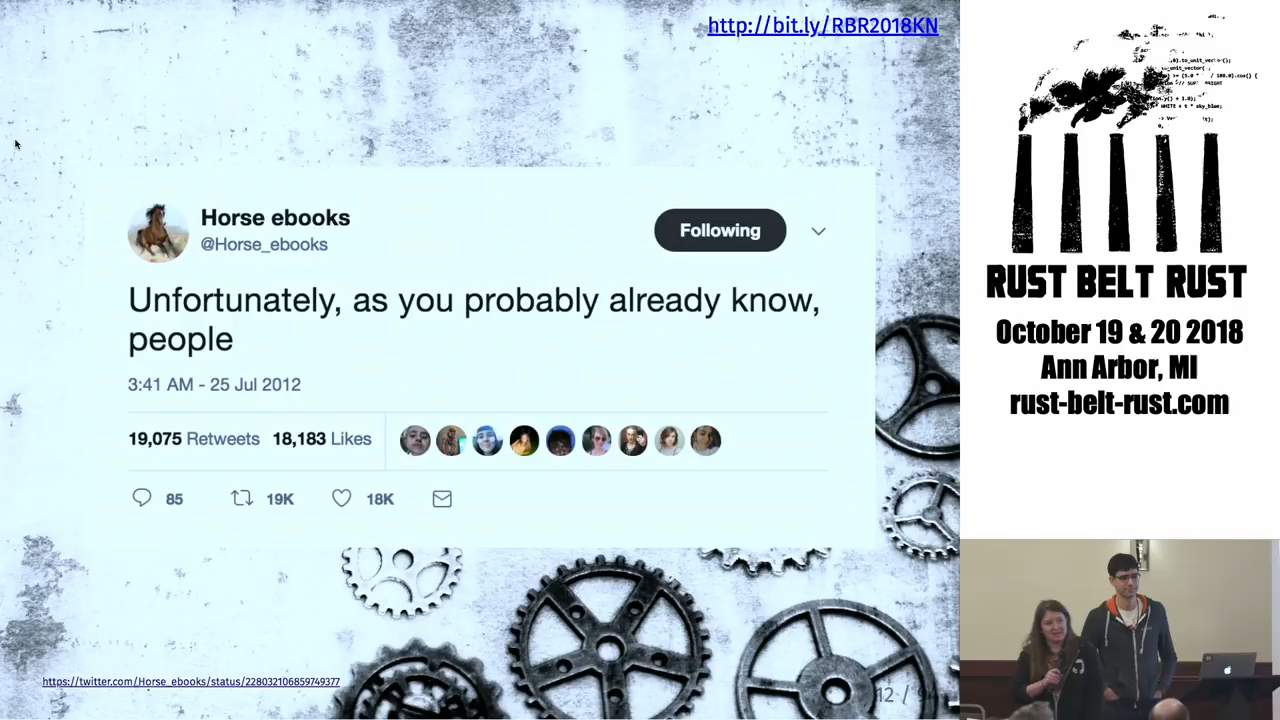 http://bit.ly/RBR2018KN
Horse ebooks
@Horse_ebooks
Following
Unfortunately, as you probably already know,
people
3:41 AM - 25 Jul 2012
19,075 Retweets 18,183 Likes
85 19K 18K
https://twitter.com/Horse_ebooks/status/228032106859749377
12 /
RUST BELT RUST
October 19 & 20 2018
Ann Arbor, MI
rust-belt-rust.com